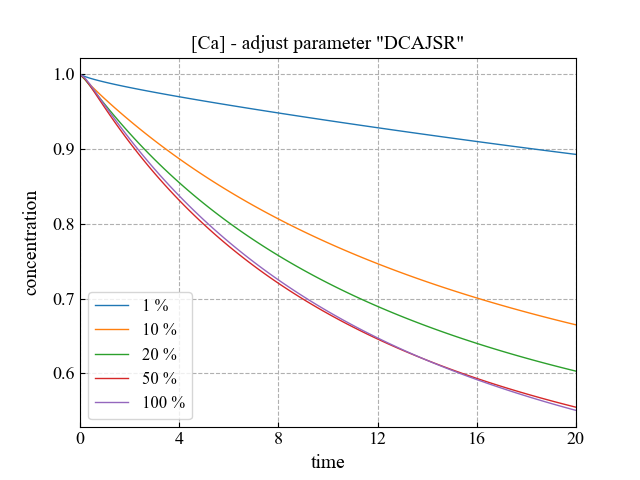 [Ca] - adjust parameter "DCAJSR"
concentration
1.0
0.9
0.8
0.7
0.6
1 %
10 %
20 %
50 %
100 %
0 4 8 12 16 20
time